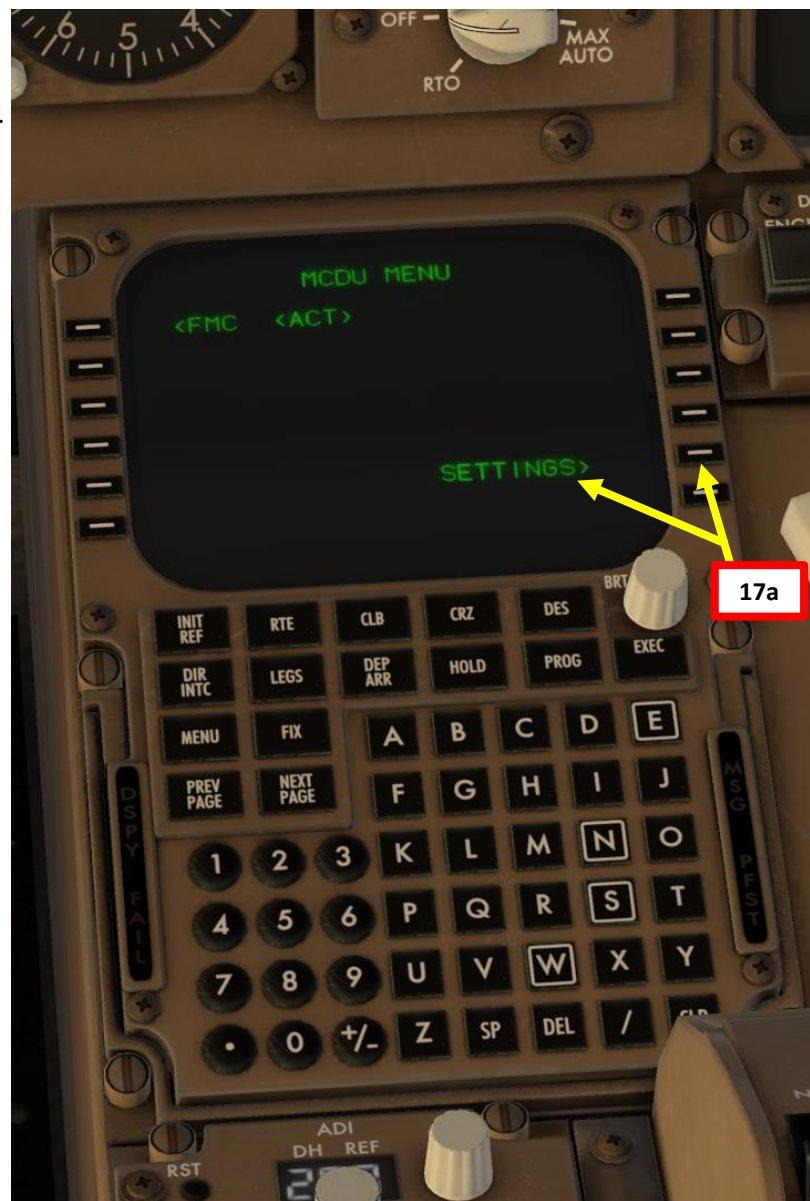 6 5 4
OFF
MAX
AUTO
RTO
MCDU MENU
<FMC <ACT>
SETTINGS>
17a
BRT
INIT
REF
RTE
CLB
CRZ
DES
DIR
INTC
LEGS
DEP
ARR
HOLD
PROG
EXEC
MENU
FIX
A B C D E
PREV
PAGE
NEXT
PAGE
F G H I J
1 2 3 K L M N O
4 5 6 P Q R S T
7 8 9 U V W X Y
. 0 +/- Z SP DEL /
DSPY FAIL
MSG PFST
ADI
DH REF
RST